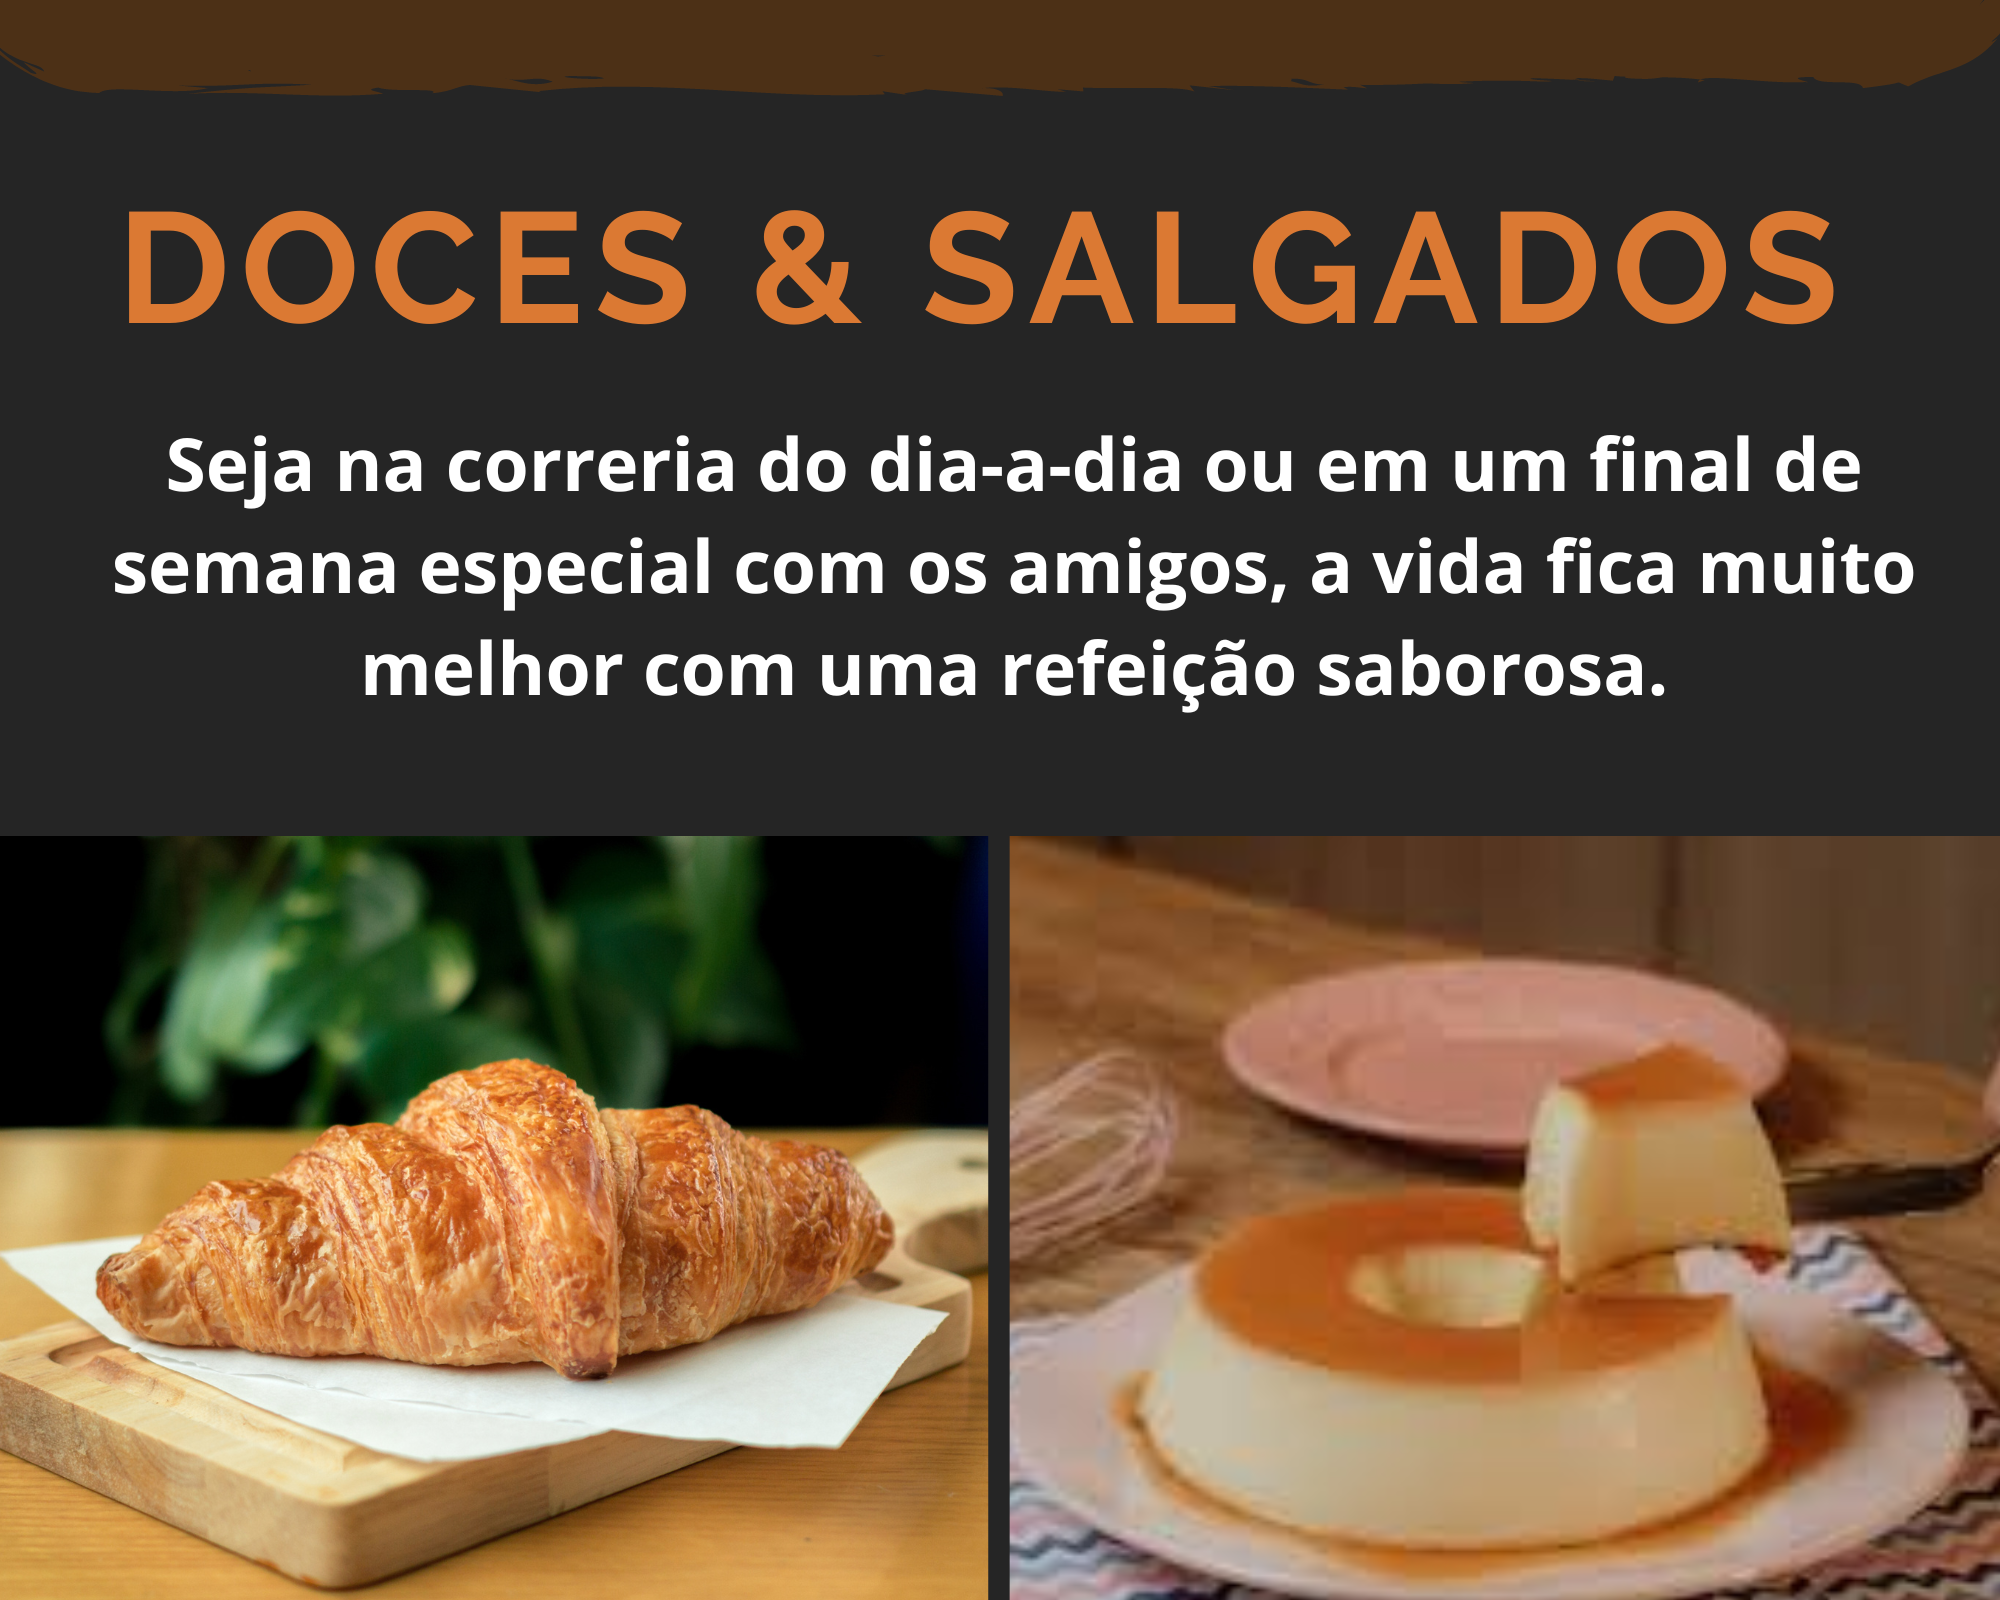 DOCES & SALGADOS
Seja na correria do dia-a-dia ou em um final de
semana especial com os amigos, a vida fica muito
melhor com uma refeição saborosa.